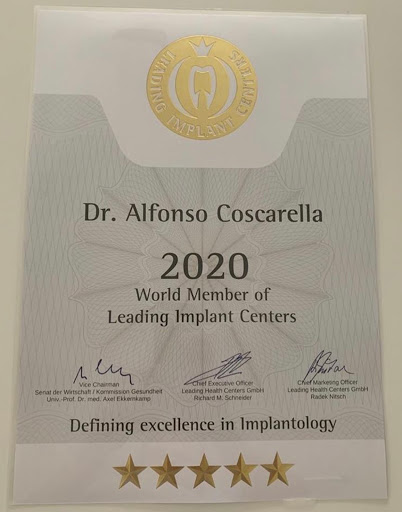 LEADING IMPLANT CENTERS
Dr. Alfonso Coscarella
2020
World Member of
Leading Implant Centers
Vice Chairman
Senat der Wirtschaft / Kommission Gesundheit
Univ.-Prof. Dr. med. Axel Ekkernkamp
Chief Executive Officer
Leading Health Centers GmbH
Richard M. Schneider
Chief Marketing Officer
Leading Health Centers GmbH
Radek Nitsch
Defining excellence in Implantology